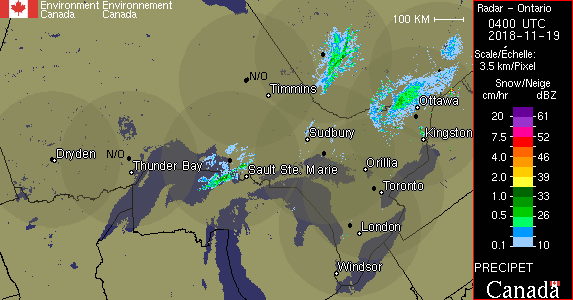 Environment Environnement
Canada Canada
100 KM
N/O
Timmins
Ottawa
Sudbury
Kingston
Dryden
N/O
Thunder Bay
Sault Ste. Marie
Orillia
Toronto
London
Windsor
Radar - Ontario
0400 UTC
2018-11-19
Scale/Échelle:
3.5 km/Pixel
Snow/Neige
cm/hr dBZ
20 61
7.5 52
4.0 46
2.0 39
1.0 33
0.5 26
0.1 10
PRECIPET
Canada